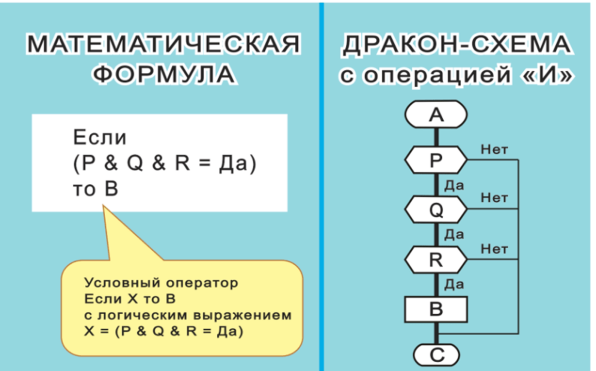 МАТЕМАТИЧЕСКАЯ
ФОРМУЛА
Если
(P & Q & R = Да)
то B
Условный оператор
Если X то B
с логическим выражением
X = (P & Q & R = Да)
ДРАКОН-СХЕМА
с операцией «И»
A
P
Нет
Да
Q
Нет
Да
R
Нет
Да
B
C